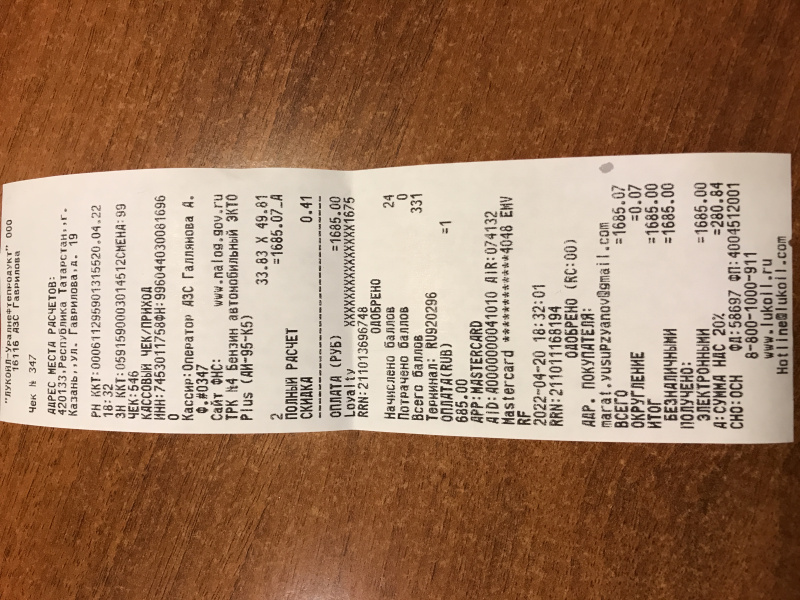 "ЛУКОЙЛ-Уралнефтепродукт" ООО
16116 АЗС Гаврилова
Чек № 347
АДРЕС МЕСТА РАСЧЕТОВ:
420133,Республика Татарстан,,г.
Казань,,ул. Гаврилова,д. 19
РН ККТ:0006112959013155 20.04.22
18:32
ЗН ККТ:0591590003014512СМЕНА:99
ЧЕК:546
КАССОВЫЙ ЧЕК/ПРИХОД
ИНН:7453011758ФН:996044030081696
0
Кассир:Оператор АЗС Галлямова А.
Ф.#0347
Сайт ФНС: www.nalog.gov.ru
ТРК №4 Бензин автомобильный ЭКТО
Plus (АИ-95-К5)
33.83 X 49.81
2 =1685.07_А
ПОЛНЫЙ РАСЧЕТ
СКИДКА 0.41
--------------------------------
ОПЛАТА (РУБ) =1685.00
Loyalty XXXXXXXXXXXXXXX1675
RRN:211013696748
ОДОБРЕНО
Начислено баллов 24
Потрачено баллов 0
Всего баллов 331
Терминал: RU920296
ОПЛАТА(RUB) =1
685.00
APP:MASTERCARD
AID:A0000000041010 AIR:074132
Mastercard ************4048 EMV
RF
2022-04-20 18:32:01
RRN:211011168194
ОДОБРЕНО (RC:00)
АДР. ПОКУПАТЕЛЯ:
marat.yusupzyanov@gmail.com
ВСЕГО =1685.07
ОКРУГЛЕНИЕ =0.07
ИТОГ =1685.00
БЕЗНАЛИЧНЫМИ =1685.00
ПОЛУЧЕНО:
ЭЛЕКТРОННЫМИ =1685.00
А:СУММА НДС 20% =280.84
СНО:ОСН ФД:58697 ФП:4004512001
8-800-1000-911
www.lukoil.ru
Hotline@lukoil.com